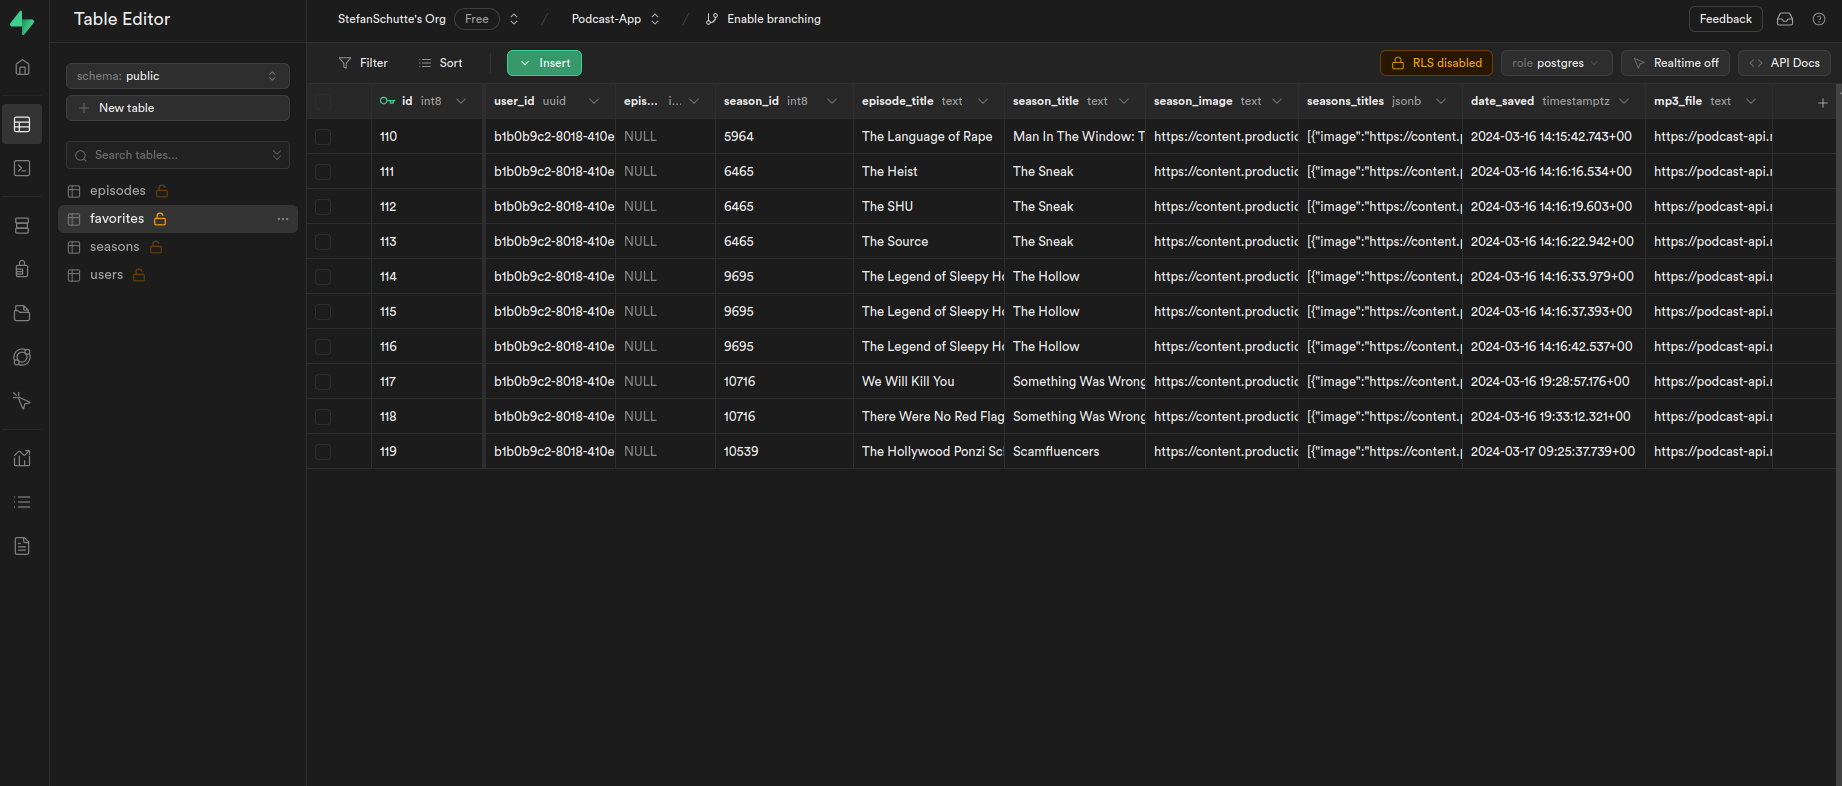 Table Editor
StefanSchutte's Org Free / Podcast-App / Enable branching
Feedback
schema: public
New table
Search tables...
episodes
favorites ...
seasons
users
Filter Sort Insert
RLS disabled role postgres Realtime off API Docs
id int8 user_id uuid epis... i... season_id int8 episode_title text season_title text season_image text seasons_titles jsonb date_saved timestamptz mp3_file text +
110 b1b0b9c2-8018-410e NULL 5964 The Language of Rape Man In The Window: T https://content.productic [{"image":"https://content.p 2024-03-16 14:15:42.743+00 https://podcast-api.n
111 b1b0b9c2-8018-410e NULL 6465 The Heist The Sneak https://content.productic [{"image":"https://content.p 2024-03-16 14:16:16.534+00 https://podcast-api.n
112 b1b0b9c2-8018-410e NULL 6465 The SHU The Sneak https://content.productic [{"image":"https://content.p 2024-03-16 14:16:19.603+00 https://podcast-api.n
113 b1b0b9c2-8018-410e NULL 6465 The Source The Sneak https://content.productic [{"image":"https://content.p 2024-03-16 14:16:22.942+00 https://podcast-api.n
114 b1b0b9c2-8018-410e NULL 9695 The Legend of Sleepy Ho The Hollow https://content.productic [{"image":"https://content.p 2024-03-16 14:16:33.979+00 https://podcast-api.n
115 b1b0b9c2-8018-410e NULL 9695 The Legend of Sleepy Ho The Hollow https://content.productic [{"image":"https://content.p 2024-03-16 14:16:37.393+00 https://podcast-api.n
116 b1b0b9c2-8018-410e NULL 9695 The Legend of Sleepy Ho The Hollow https://content.productic [{"image":"https://content.p 2024-03-16 14:16:42.537+00 https://podcast-api.n
117 b1b0b9c2-8018-410e NULL 10716 We Will Kill You Something Was Wrong https://content.productic [{"image":"https://content.p 2024-03-16 19:28:57.176+00 https://podcast-api.n
118 b1b0b9c2-8018-410e NULL 10716 There Were No Red Flag Something Was Wrong https://content.productic [{"image":"https://content.p 2024-03-16 19:33:12.321+00 https://podcast-api.n
119 b1b0b9c2-8018-410e NULL 10539 The Hollywood Ponzi Sc Scamfluencers https://content.productic [{"image":"https://content.p 2024-03-17 09:25:37.739+00 https://podcast-api.n